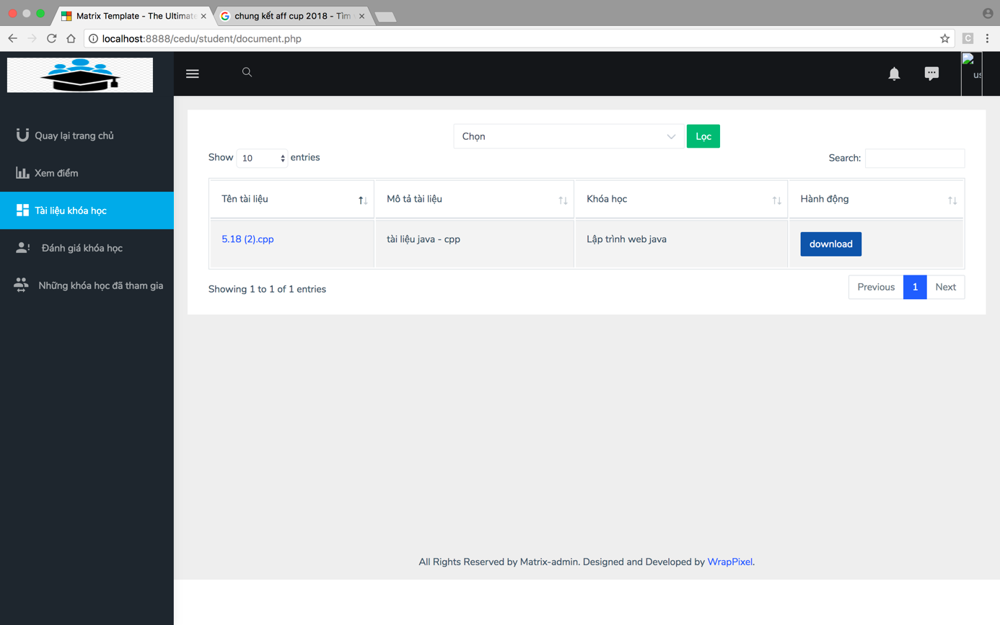 Matrix Template - The Ultimate
chung kết aff cup 2018 - Tìm
localhost:8888/cedu/student/document.php
C
us
Quay lại trang chủ
Xem điểm
Tài liệu khóa học
Đánh giá khóa học
Những khóa học đã tham gia
Chọn
Lọc
Show 10 entries
Search:
Tên tài liệu Mô tả tài liệu Khóa học Hành động
5.18 (2).cpp tài liệu java - cpp Lập trình web java download
Showing 1 to 1 of 1 entries
Previous 1 Next
All Rights Reserved by Matrix-admin. Designed and Developed by WrapPixel.